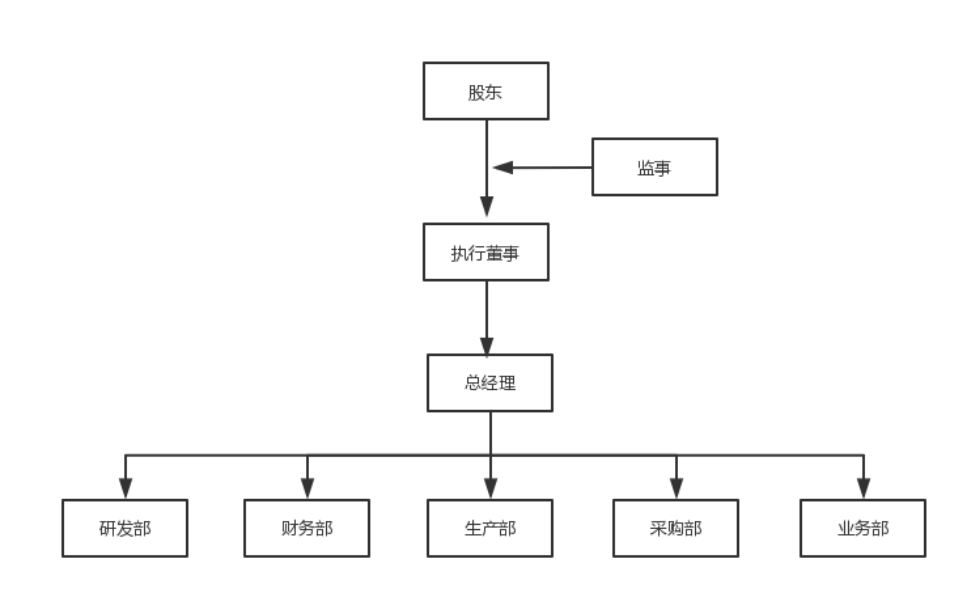 股东
监事
执行董事
总经理
研发部
财务部
生产部
采购部
业务部